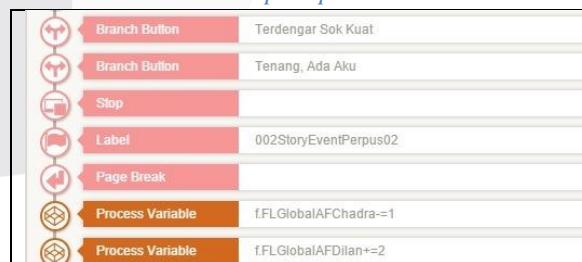 Branch Button Terdengar Sok Kuat
Branch Button Tenang, Ada Aku
Stop
Label 002StoryEventPerpus02
Page Break
Process Variable f.FLGlobalAFChadra-=1
Process Variable f.FLGlobalAFDilan+=2